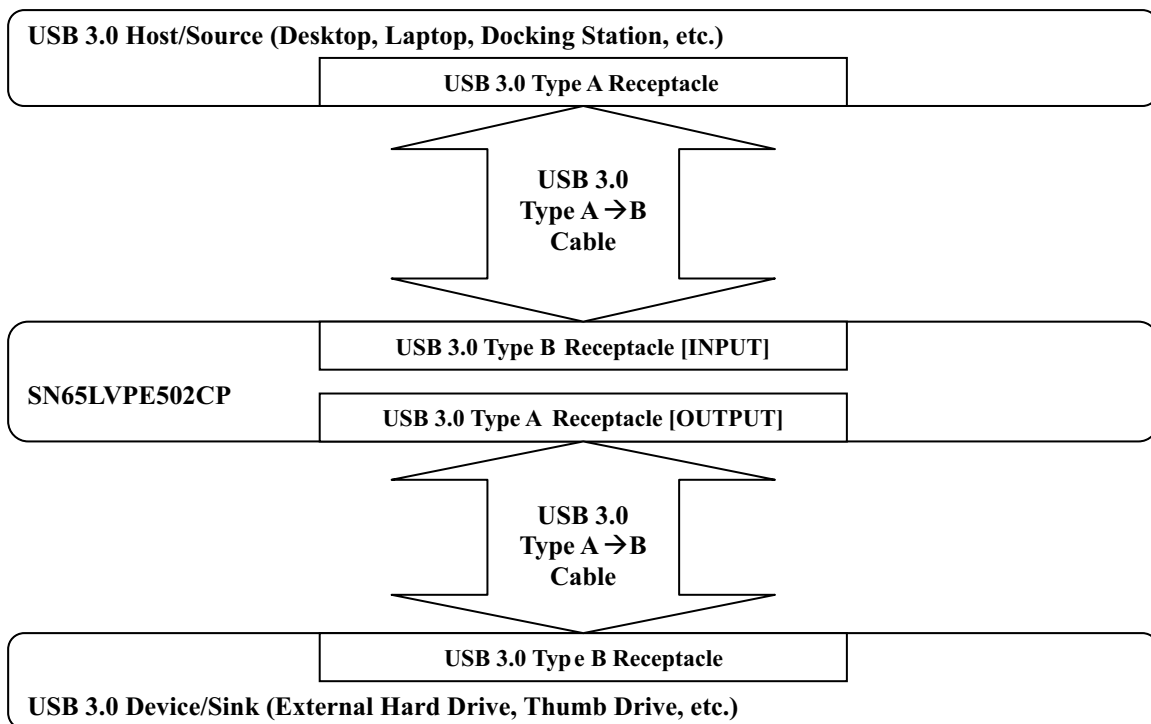 USB 3.0 Host/Source (Desktop, Laptop, Docking Station, etc.)
USB 3.0 Type A Receptacle
USB 3.0
Type A → B
Cable
USB 3.0 Type B Receptacle [INPUT]
SN65LVPE502CP
USB 3.0 Type A Receptacle [OUTPUT]
USB 3.0
Type A → B
Cable
USB 3.0 Type B Receptacle
USB 3.0 Device/Sink (External Hard Drive, Thumb Drive, etc.)